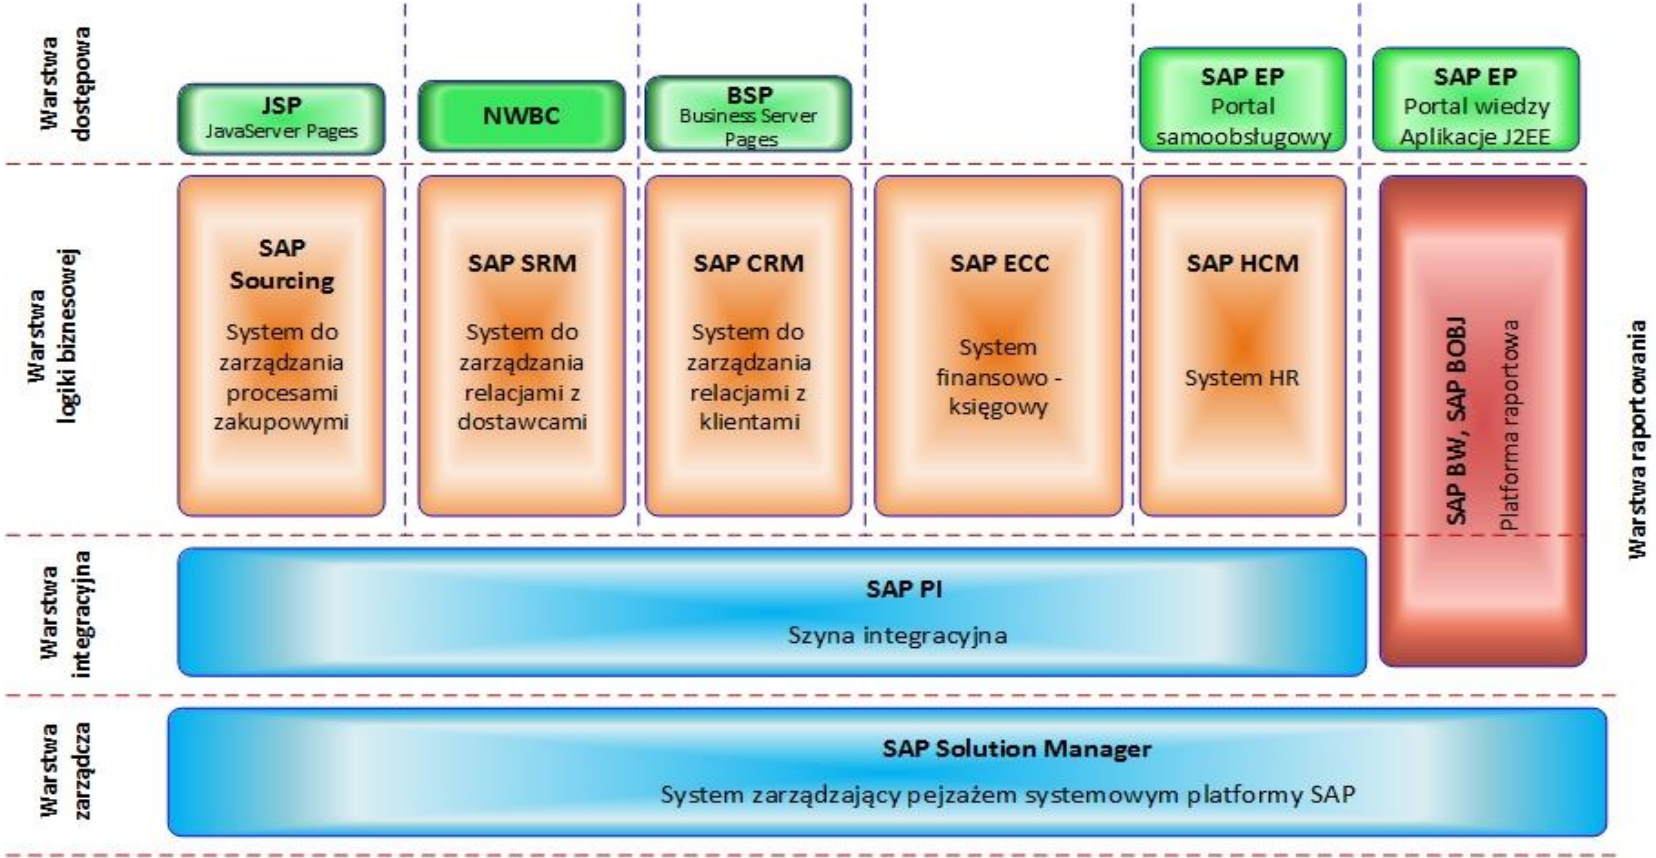 Warstwa
dostępowa
JSP
JavaServer Pages
NWBC
BSP
Business Server
Pages
SAP EP
Portal
samoobsługowy
SAP EP
Portal wiedzy
Aplikacje J2EE
Warstwa
logiki biznesowej
SAP
Sourcing
System do
zarządzania
procesami
zakupowymi
SAP SRM
System do
zarządzania
relacjami z
dostawcami
SAP CRM
System do
zarządzania
relacjami z
klientami
SAP ECC
System
finansowo -
księgowy
SAP HCM
System HR
SAP BW, SAP BOBJ
Platforma raportowa
Warstwa raportowania
Warstwa
integracyjna
SAP PI
Szyna integracyjna
Warstwa
zarządcza
SAP Solution Manager
System zarządzający pejzażem systemowym platformy SAP